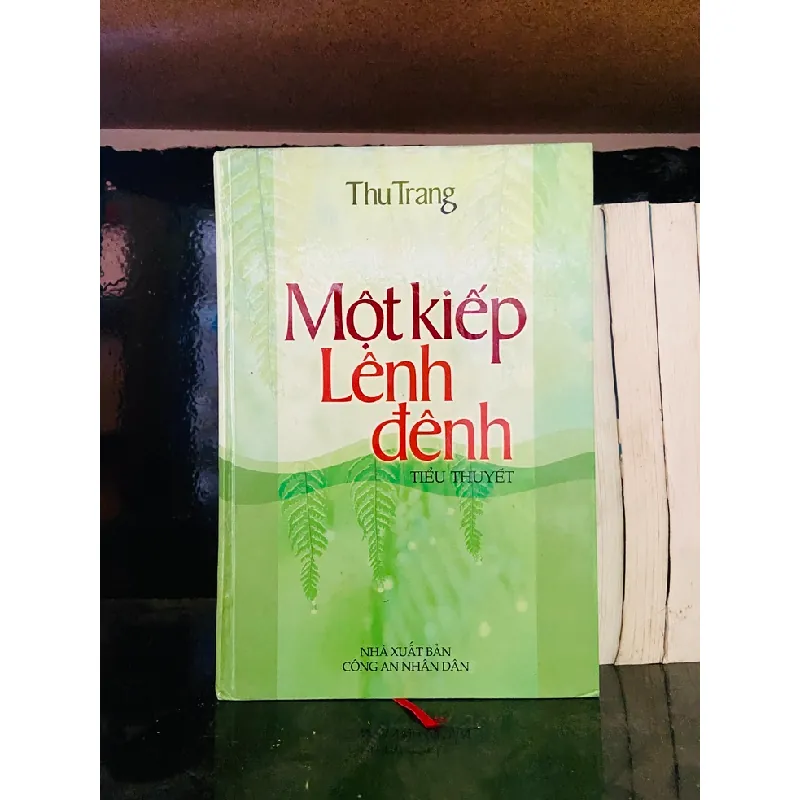 Thu Trang
Một kiếp
Lênh
đênh
TIỂU THUYẾT
NHÀ XUẤT BẢN
CÔNG AN NHÂN DÂN